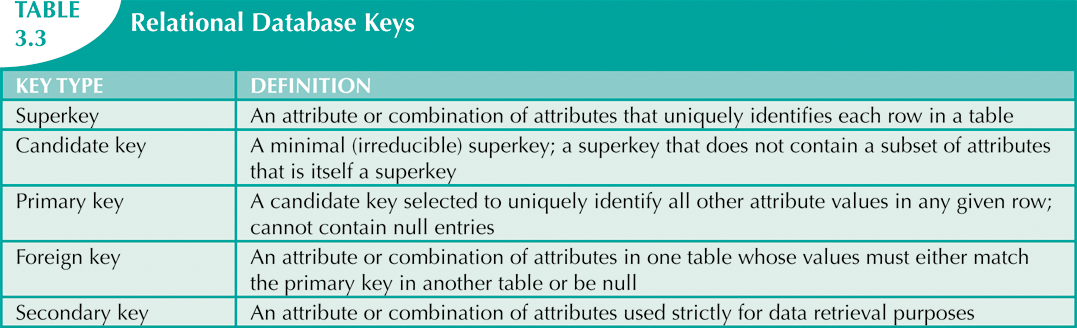 TABLE
3.3
Relational Database Keys
KEY TYPE DEFINITION
Superkey An attribute or combination of attributes that uniquely identifies each row in a table
Candidate key A minimal (irreducible) superkey; a superkey that does not contain a subset of attributes
that is itself a superkey
Primary key A candidate key selected to uniquely identify all other attribute values in any given row;
cannot contain null entries
Foreign key An attribute or combination of attributes in one table whose values must either match
the primary key in another table or be null
Secondary key An attribute or combination of attributes used strictly for data retrieval purposes